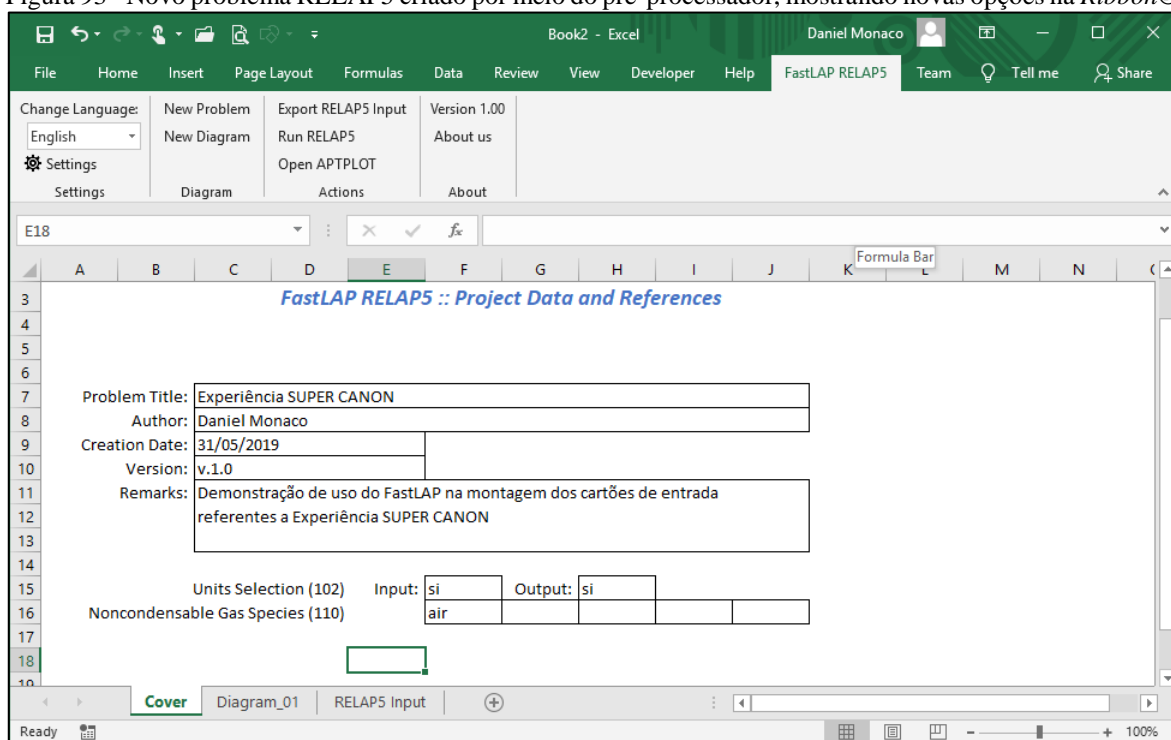 Figura 93 - Novo problema RELAP5 criado por meio do pré-processador, mostrando novas opções na Ribbon©
Book2 - Excel Daniel Monaco
File Home Insert Page Layout Formulas Data Review View Developer Help FastLAP RELAP5 Team Tell me Share
Change Language: New Problem Export RELAP5 Input Version 1.00
English New Diagram Run RELAP5 About us
Settings Open APTPLOT
Settings Diagram Actions About
E18 fx
Formula Bar
A B C D E F G H I J K L M N
3 FastLAP RELAP5 :: Project Data and References
4
5
6
7 Problem Title: Experiência SUPER CANON
8 Author: Daniel Monaco
9 Creation Date: 31/05/2019
10 Version: v.1.0
11 Remarks: Demonstração de uso do FastLAP na montagem dos cartões de entrada
12 referentes a Experiência SUPER CANON
13
14
15 Units Selection (102) Input: si Output: si
16 Noncondensable Gas Species (110) air
17
18
19
Cover Diagram_01 RELAP5 Input
Ready 100%